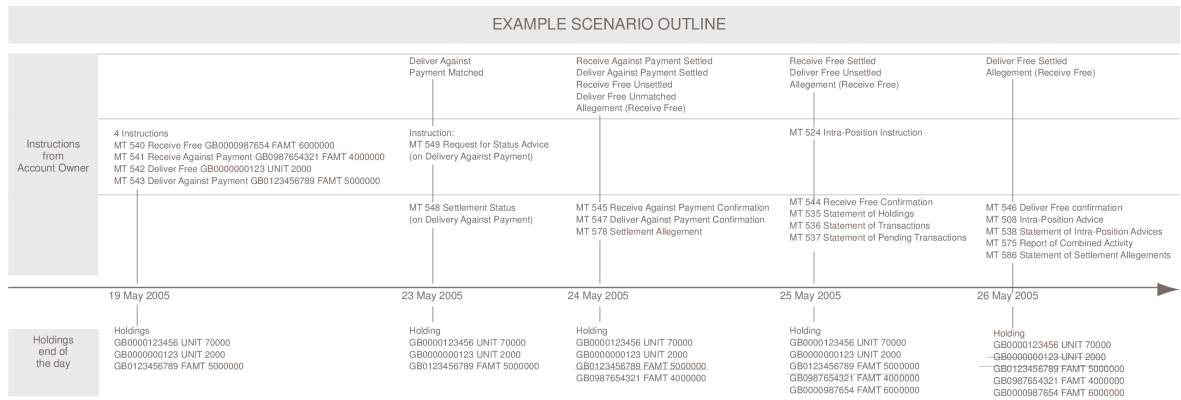 EXAMPLE SCENARIO OUTLINE
Deliver Against
Payment Matched
Receive Against Payment Settled
Deliver Against Payment Settled
Receive Free Unsettled
Deliver Free Unmatched
Allegement (Receive Free)
Receive Free Settled
Deliver Free Unsettled
Allegement (Receive Free)
Deliver Free Settled
Allegement (Receive Free)
Instructions
from
Account Owner
4 Instructions
MT 540 Receive Free GB0000987654 FAMT 6000000
MT 541 Receive Against Payment GB0987654321 FAMT 4000000
MT 542 Deliver Free GB0000000123 UNIT 2000
MT 543 Deliver Against Payment GB0123456789 FAMT 5000000
Instruction:
MT 549 Request for Status Advice
(on Delivery Against Payment)
MT 524 Intra-Position Instruction
MT 548 Settlement Status
(on Delivery Against Payment)
MT 545 Receive Against Payment Confirmation
MT 547 Deliver Against Payment Confirmation
MT 578 Settlement Allegement
MT 544 Receive Free Confirmation
MT 535 Statement of Holdings
MT 536 Statement of Transactions
MT 537 Statement of Pending Transactions
MT 546 Deliver Free confirmation
MT 508 Intra-Position Advice
MT 538 Statement of Intra-Position Advices
MT 575 Report of Combined Activity
MT 586 Statement of Settlement Allegements
19 May 2005
23 May 2005
24 May 2005
25 May 2005
26 May 2005
Holdings
end of
the day
Holdings
GB0000123456 UNIT 70000
GB0000000123 UNIT 2000
GB0123456789 FAMT 5000000
Holding
GB0000123456 UNIT 70000
GB0000000123 UNIT 2000
GB0123456789 FAMT 5000000
Holding
GB0000123456 UNIT 70000
GB0000000123 UNIT 2000
GB0123456789 FAMT 5000000
GB0987654321 FAMT 4000000
Holding
GB0000123456 UNIT 70000
GB0000000123 UNIT 2000
GB0123456789 FAMT 5000000
GB0987654321 FAMT 4000000
GB0000987654 FAMT 6000000
Holding
GB0000123456 UNIT 70000
GB0000000123 UNIT 2000
GB0123456789 FAMT 5000000
GB0987654321 FAMT 4000000
GB0000987654 FAMT 6000000